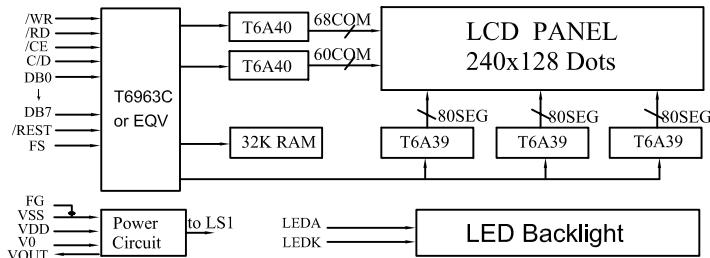 /WR
/RD
/CE
C/D
DB0
DB7
/REST
FS
T6963C
or EQV
T6A40
68COM
T6A40
60COM
LCD PANEL
240x128 Dots
80SEG
80SEG
80SEG
32K RAM
T6A39
T6A39
T6A39
FG
VSS
VDD
V0
VOUT
Power
Circuit
to LS1
LEDA
LEDK
LED Backlight